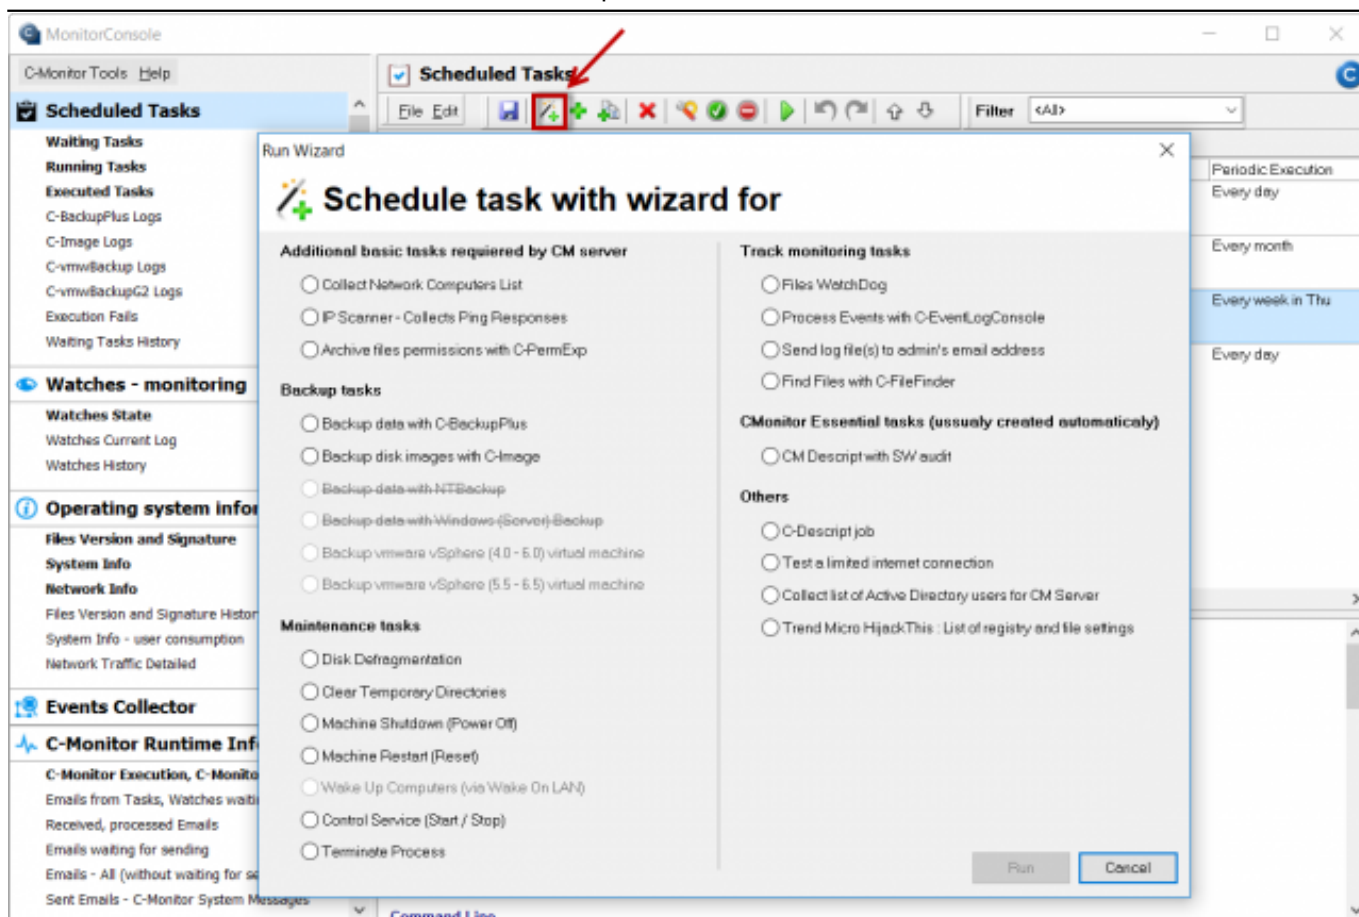 MonitorConsole
C-Monitor Tools Help
Scheduled Tasks
Waiting Tasks
Running Tasks
Executed Tasks
C-BackupPlus Logs
C-Image Logs
C-vmwBackup Logs
C-vmwBackupG2 Logs
Execution Fails
Waiting Tasks History
Watches - monitoring
Watches State
Watches Current Log
Watches History
Operating system infor
Files Version and Signature
System Info
Network Info
Files Version and Signature Histor
System Info - user consumption
Network Traffic Detailed
Events Collector
C-Monitor Runtime Inf
C-Monitor Execution, C-Monito
Emails from Tasks, Watches waiti
Received, processed Emails
Emails waiting for sending
Emails - All (without waiting for se
Sent Emails - C-Monitor System Messages
Scheduled Tasks
File Edit
Filter <All>
Periodic Execution
Every day
Every month
Every week in Thu
Every day
Run Wizard
Schedule task with wizard for
Additional basic tasks requiered by CM server
Collect Network Computers List
IP Scanner - Collects Ping Responses
Archive files permissions with C-PermExp
Backup tasks
Backup data with C-BackupPlus
Backup disk images with C-Image
Backup data with NTBackup
Backup data with Windows (Server) Backup
Backup vmware vSphere (4.0 - 6.0) virtual machine
Backup vmware vSphere (5.5 - 6.5) virtual machine
Maintenance tasks
Disk Defragmentation
Clear Temporary Directories
Machine Shutdown (Power Off)
Machine Restart (Reset)
Wake Up Computers (via Wake On LAN)
Control Service (Start / Stop)
Terminate Process
Track monitoring tasks
Files WatchDog
Process Events with C-EventLogConsole
Send log file(s) to admin's email address
Find Files with C-FileFinder
CMonitor Essential tasks (ussualy created automaticaly)
CM Descript with SW audit
Others
C-Descript job
Test a limited internet connection
Collect list of Active Directory users for CM Server
Trend Micro HijackThis : List of registry and file settings
Run
Cancel
Command Line